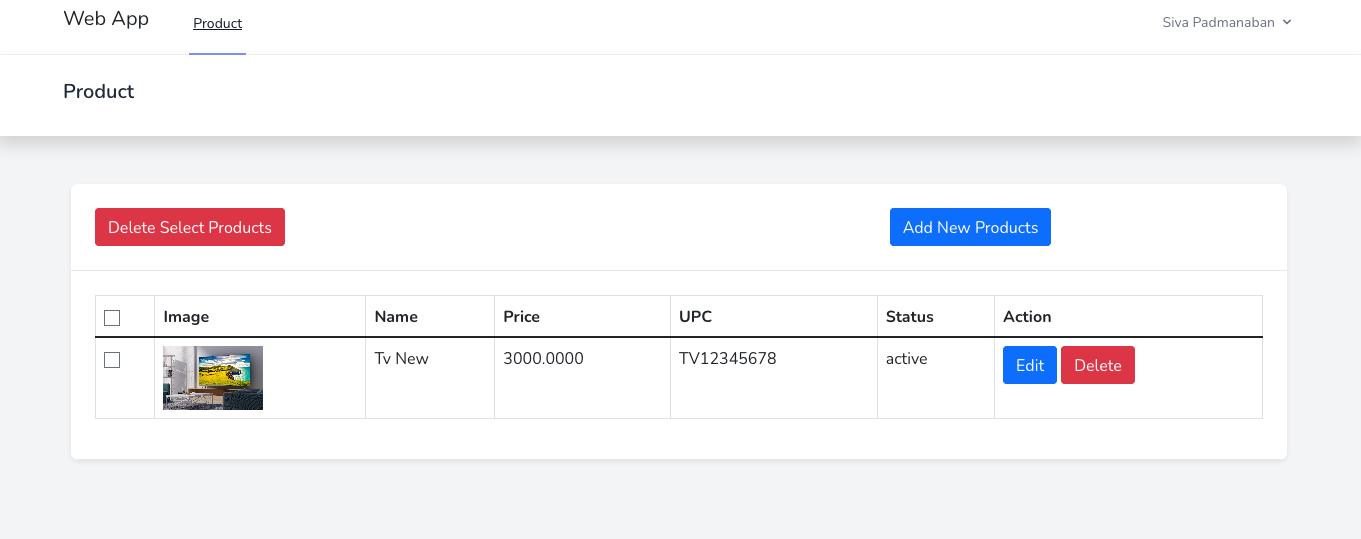 Web App
Product
Siva Padmanaban
Product
Delete Select Products
Add New Products
Image Name Price UPC Status Action
Tv New 3000.0000 TV12345678 active Edit Delete